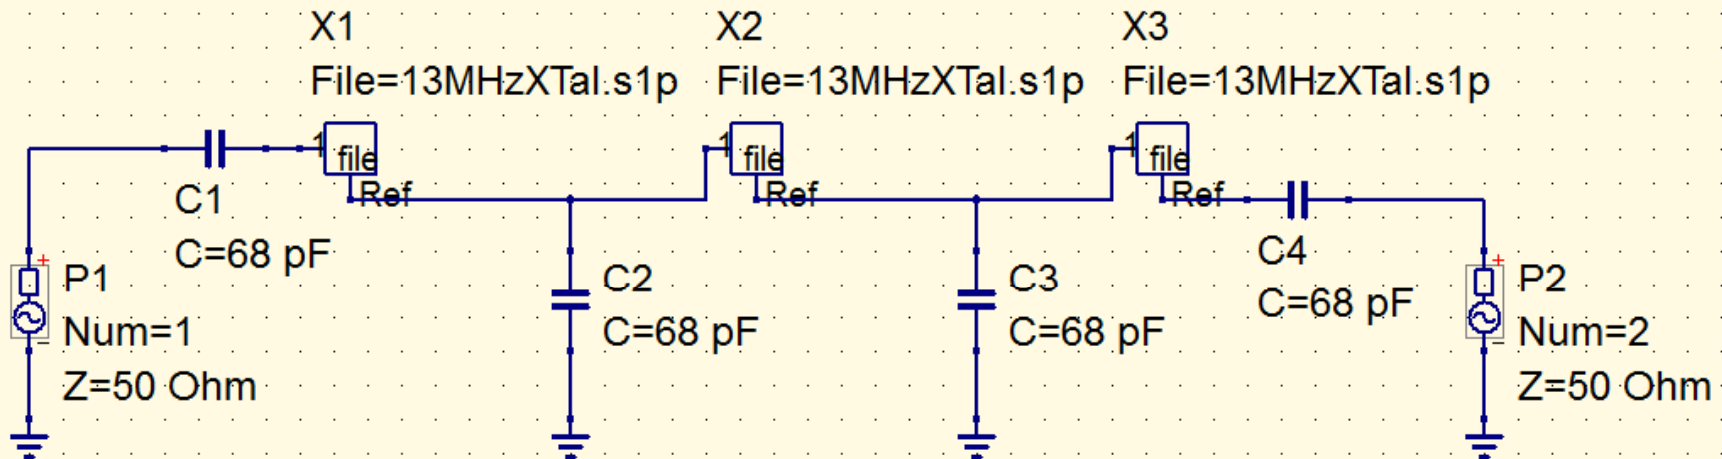 X1
File=13MHzXTal.s1p
X2
File=13MHzXTal.s1p
X3
File=13MHzXTal.s1p
1
file
Ref
1
file
Ref
1
file
Ref
C1
C=68 pF
C2
C=68 pF
C3
C=68 pF
C4
C=68 pF
+
P1
Num=1
Z=50 Ohm
-
+
P2
Num=2
Z=50 Ohm
-